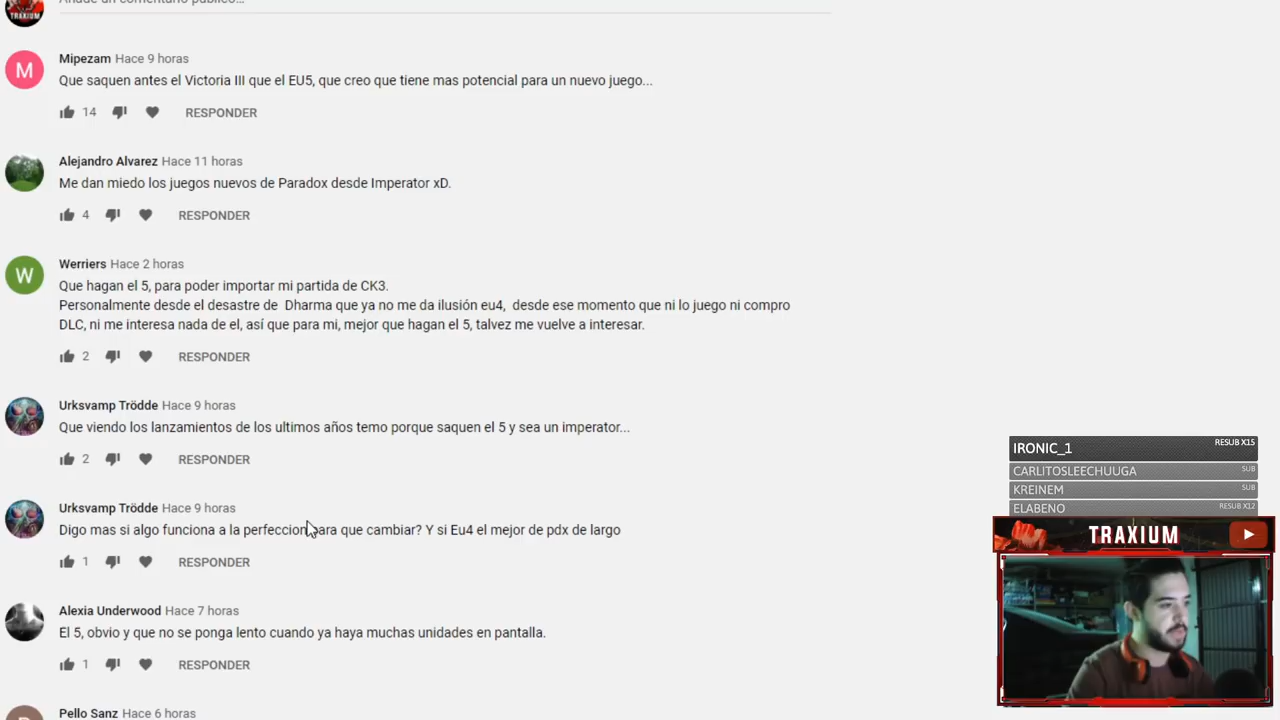 Añade un comentario público...
TRAXIUM
M
Mipezam Hace 9 horas
Que saquen antes el Victoria III que el EU5, que creo que tiene mas potencial para un nuevo juego...
14 RESPONDER
Alejandro Alvarez Hace 11 horas
Me dan miedo los juegos nuevos de Paradox desde Imperator xD.
4 RESPONDER
W
Werriers Hace 2 horas
Que hagan el 5, para poder importar mi partida de CK3.
Personalmente desde el desastre de Dharma que ya no me da ilusión eu4, desde ese momento que ni lo juego ni compro
DLC, ni me interesa nada de el, así que para mi, mejor que hagan el 5, talvez me vuelve a interesar.
2 RESPONDER
Urksvamp Trödde Hace 9 horas
Que viendo los lanzamientos de los ultimos años temo porque saquen el 5 y sea un imperator...
2 RESPONDER
Urksvamp Trödde Hace 9 horas
Digo mas si algo funciona a la perfeccion para que cambiar? Y si Eu4 el mejor de pdx de largo
1 RESPONDER
Alexia Underwood Hace 7 horas
El 5, obvio y que no se ponga lento cuando ya haya muchas unidades en pantalla.
1 RESPONDER
Pello Sanz Hace 6 horas
IRONIC_1 RESUB X15
CARLITOSLEECHUUGA SUB
KREINEM SUB
ELABENO RESUB X12
TRAXIUM